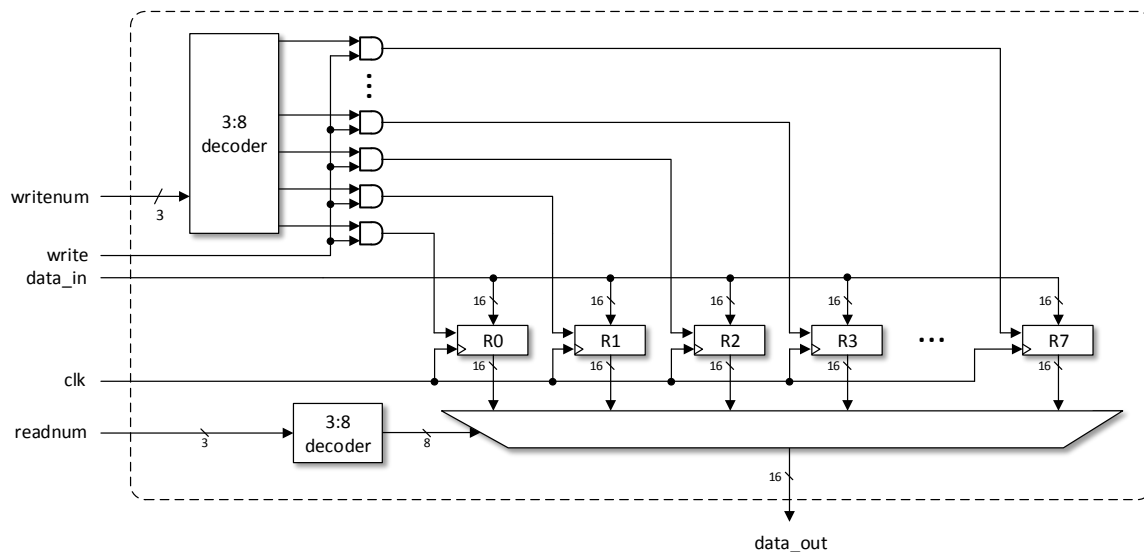 3:8
decoder
writenum
3
write
data_in
16
16
16
16
16
R0
R1
R2
R3
...
R7
clk
16
16
16
16
16
readnum
3
3:8
decoder
8
16
data_out